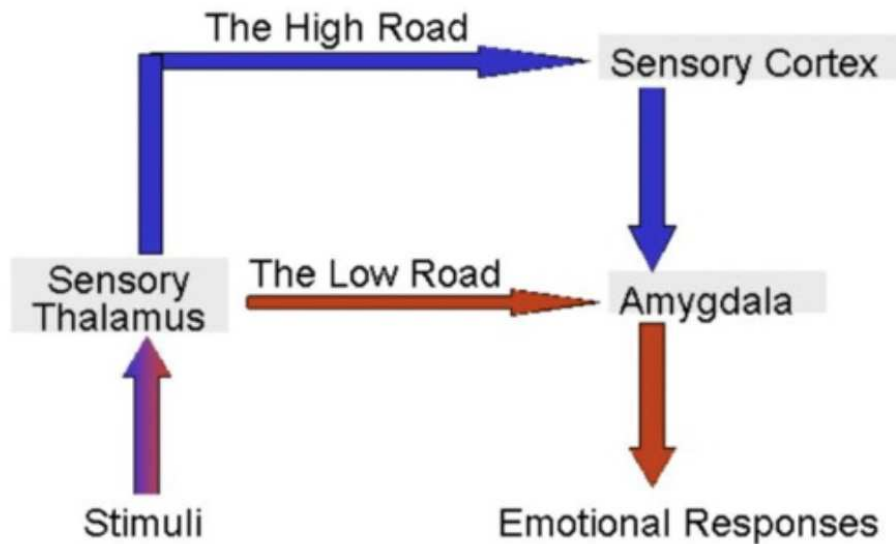 The High Road
Sensory Cortex
Sensory
Thalamus
The Low Road
Amygdala
Stimuli
Emotional Responses